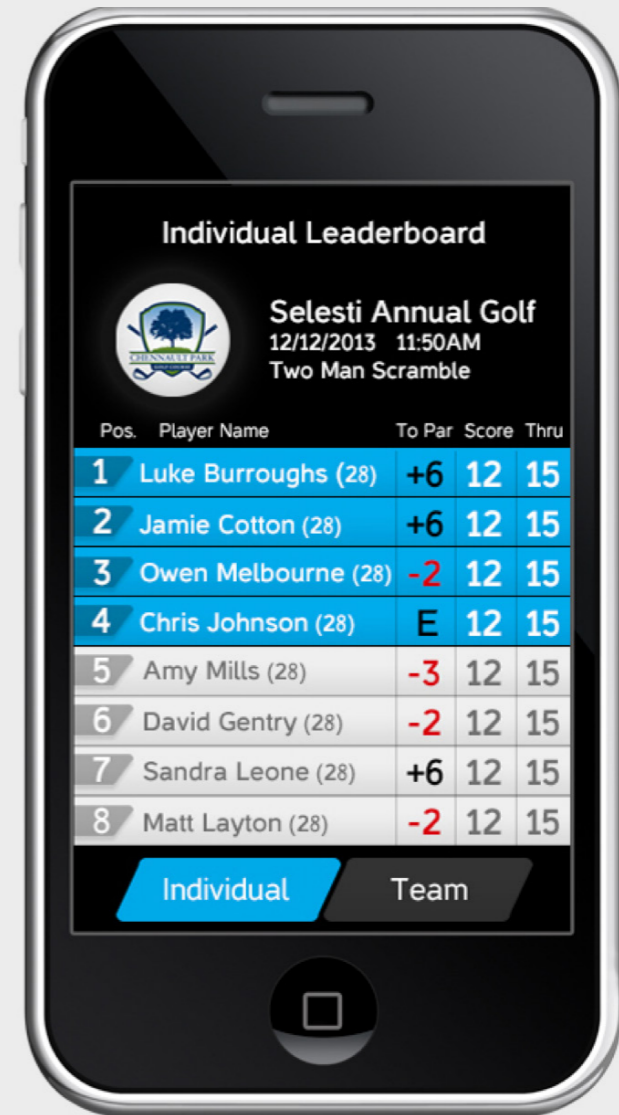 Individual Leaderboard
CHENNAULT PARK
GOLF COURSE
Selesti Annual Golf
12/12/2013 11:50AM
Two Man Scramble
Pos. Player Name To Par Score Thru
1 Luke Burroughs (28) +6 12 15
2 Jamie Cotton (28) +6 12 15
3 Owen Melbourne (28) -2 12 15
4 Chris Johnson (28) E 12 15
5 Amy Mills (28) -3 12 15
6 David Gentry (28) -2 12 15
7 Sandra Leone (28) +6 12 15
8 Matt Layton (28) -2 12 15
Individual Team